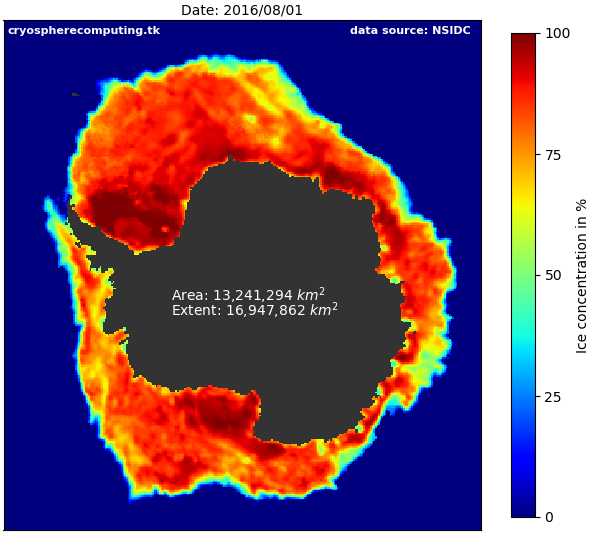 Date: 2016/08/01
cryospherecomputing.tk
data source: NSIDC
Area: 13,241,294 km²
Extent: 16,947,862 km²
100
75
50
25
0
Ice concentration in %